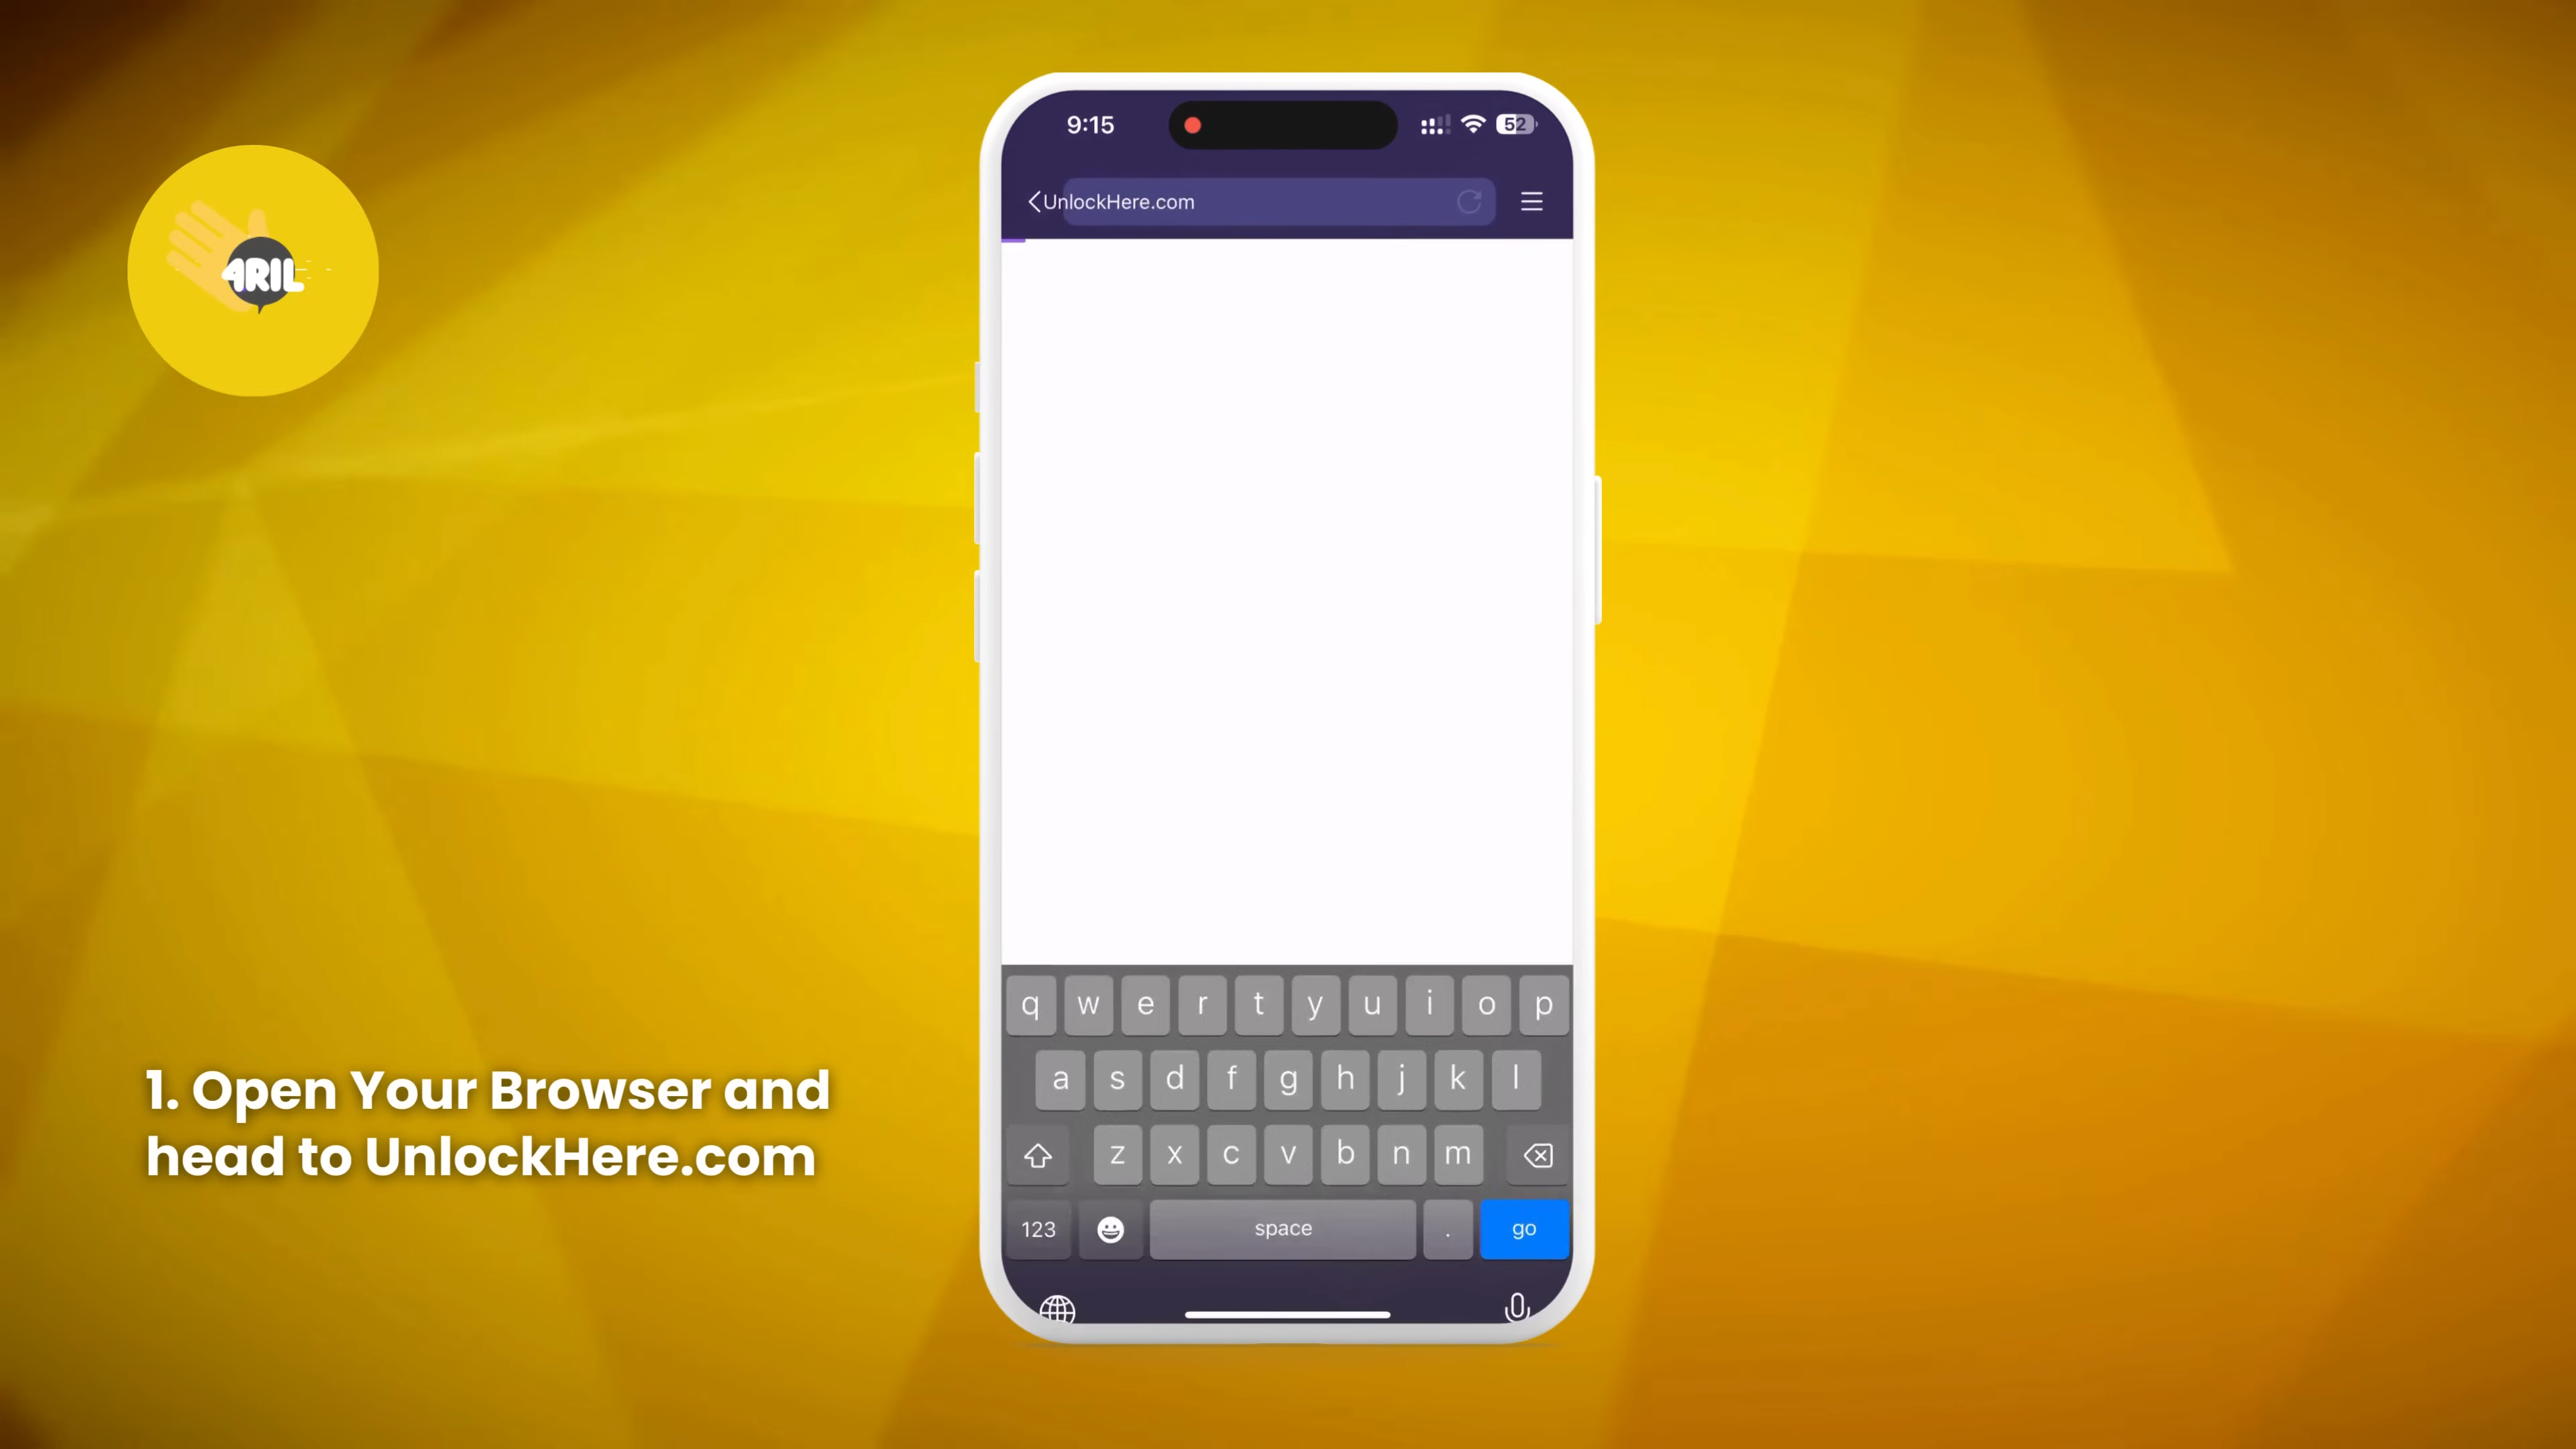 9:15
52
UnlockHere.com
4RIL
1. Open Your Browser and
head to UnlockHere.com
q w e r t y u i o p
a s d f g h j k l
z x c v b n m
123 space . go